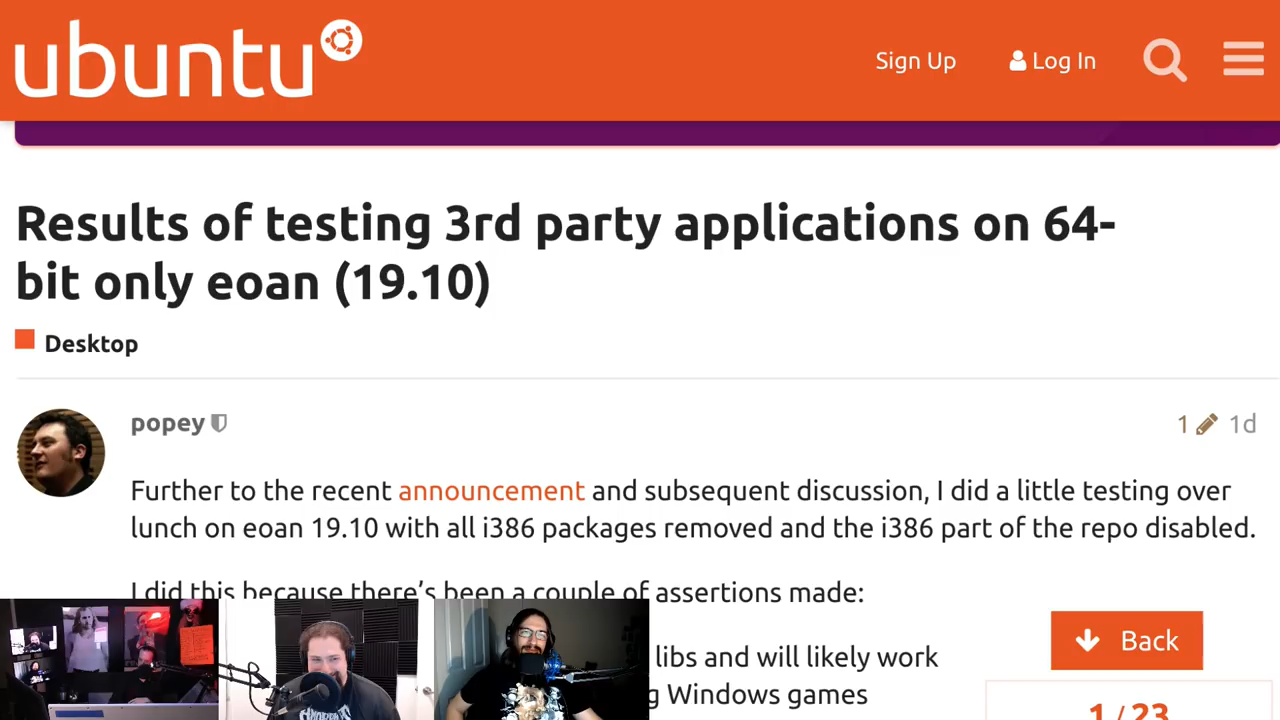 ubuntu
Sign Up
Log In
Results of testing 3rd party applications on 64-
bit only eoan (19.10)
Desktop
popey
1
1d
Further to the recent announcement and subsequent discussion, I did a little testing over
lunch on eoan 19.10 with all i386 packages removed and the i386 part of the repo disabled.
I did this because there’s been a couple of assertions made:
libs and will likely work
g Windows games
Back
1 / 23